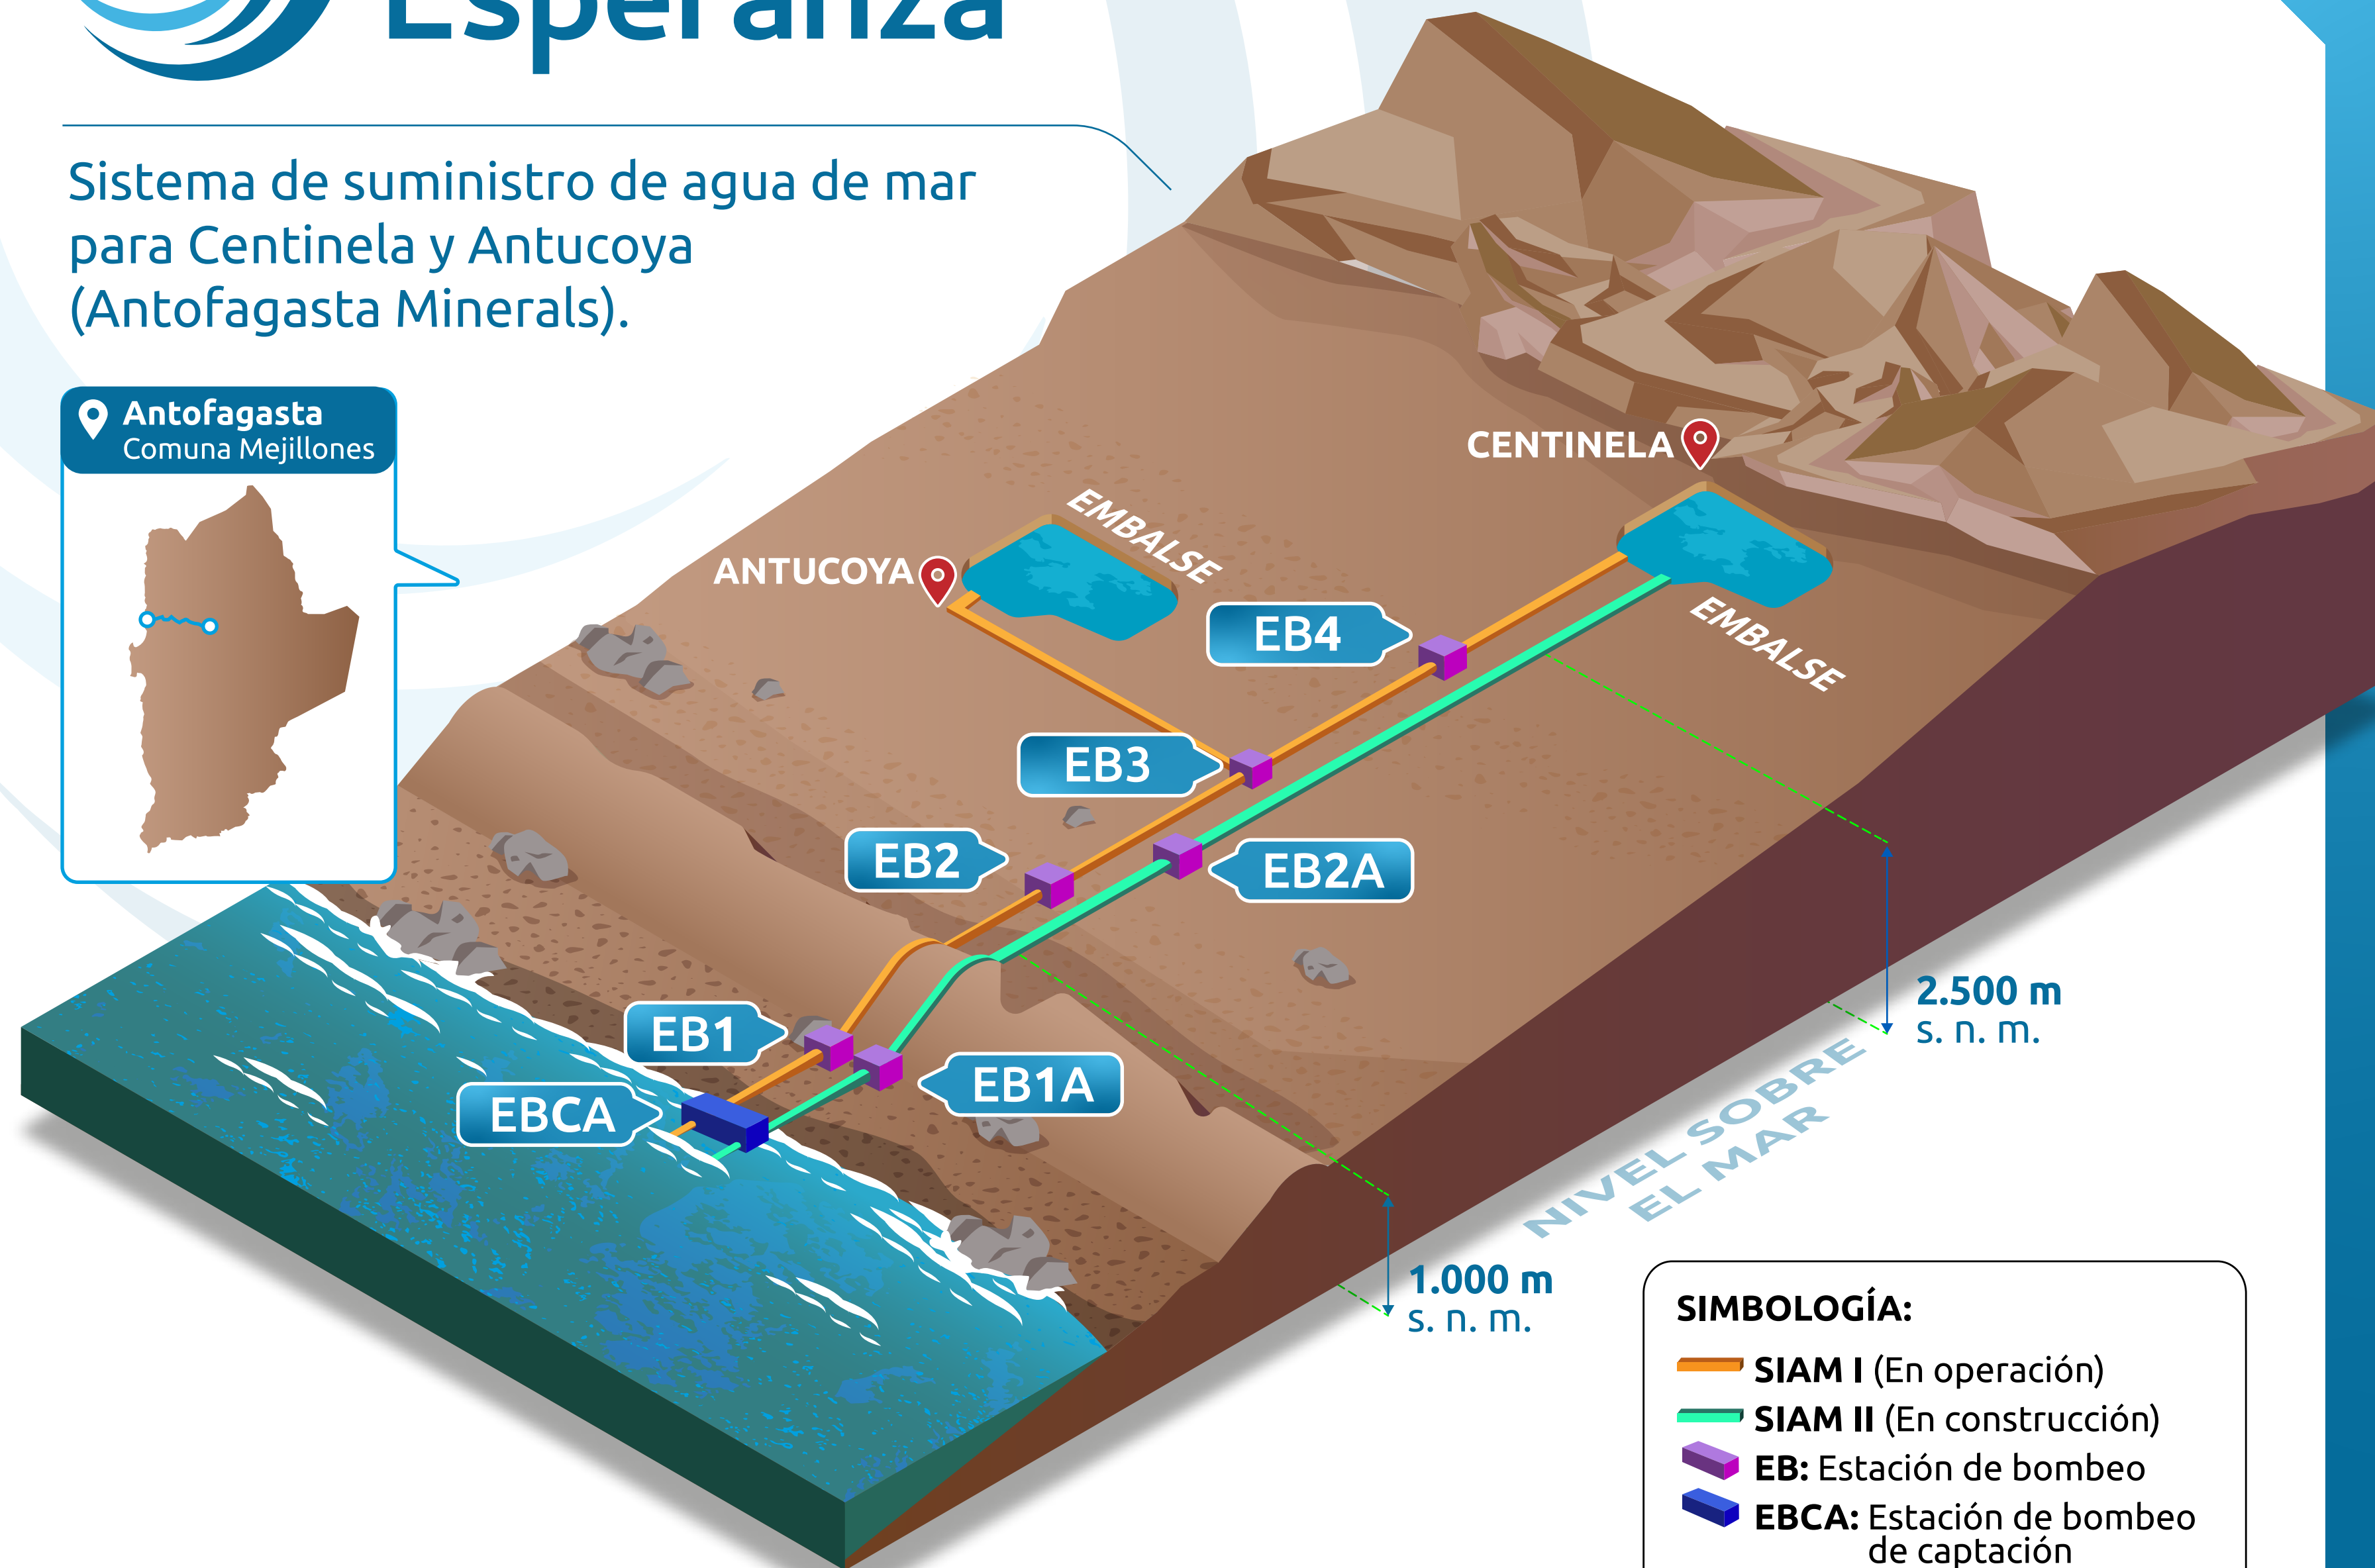 Esperanza
Sistema de suministro de agua de mar
para Centinela y Antucoya
(Antofagasta Minerals).
Antofagasta
Comuna Mejillones
CENTINELA
EMBALSE
ANTUCOYA
EB4
EMBALSE
EB3
EB2
EB2A
2.500 m
s. n. m.
EB1
EB1A
EBCA
NIVEL SOBRE
EL MAR
1.000 m
s. n. m.
SIMBOLOGÍA:
SIAM I (En operación)
SIAM II (En construcción)
EB: Estación de bombeo
EBCA: Estación de bombeo
de captación